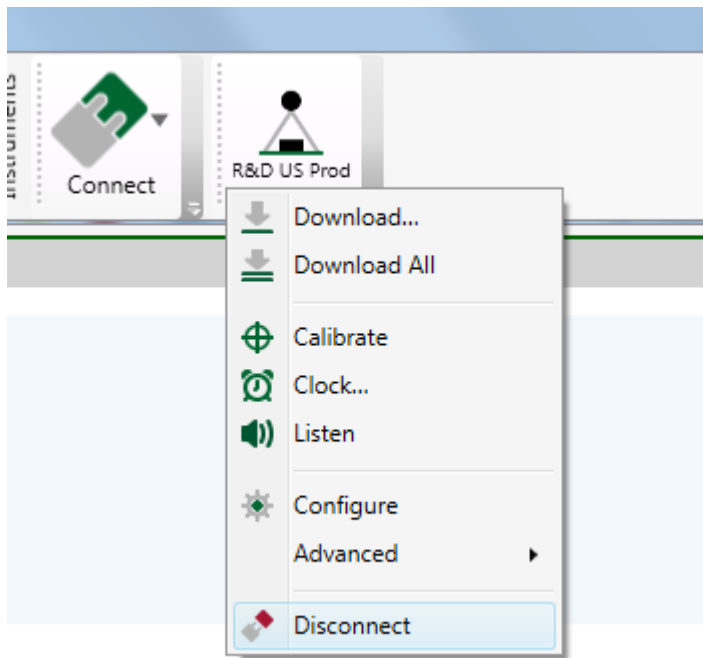 Instruments
Connect
R&D US Prod
Download...
Download All
Calibrate
Clock...
Listen
Configure
Advanced
Disconnect